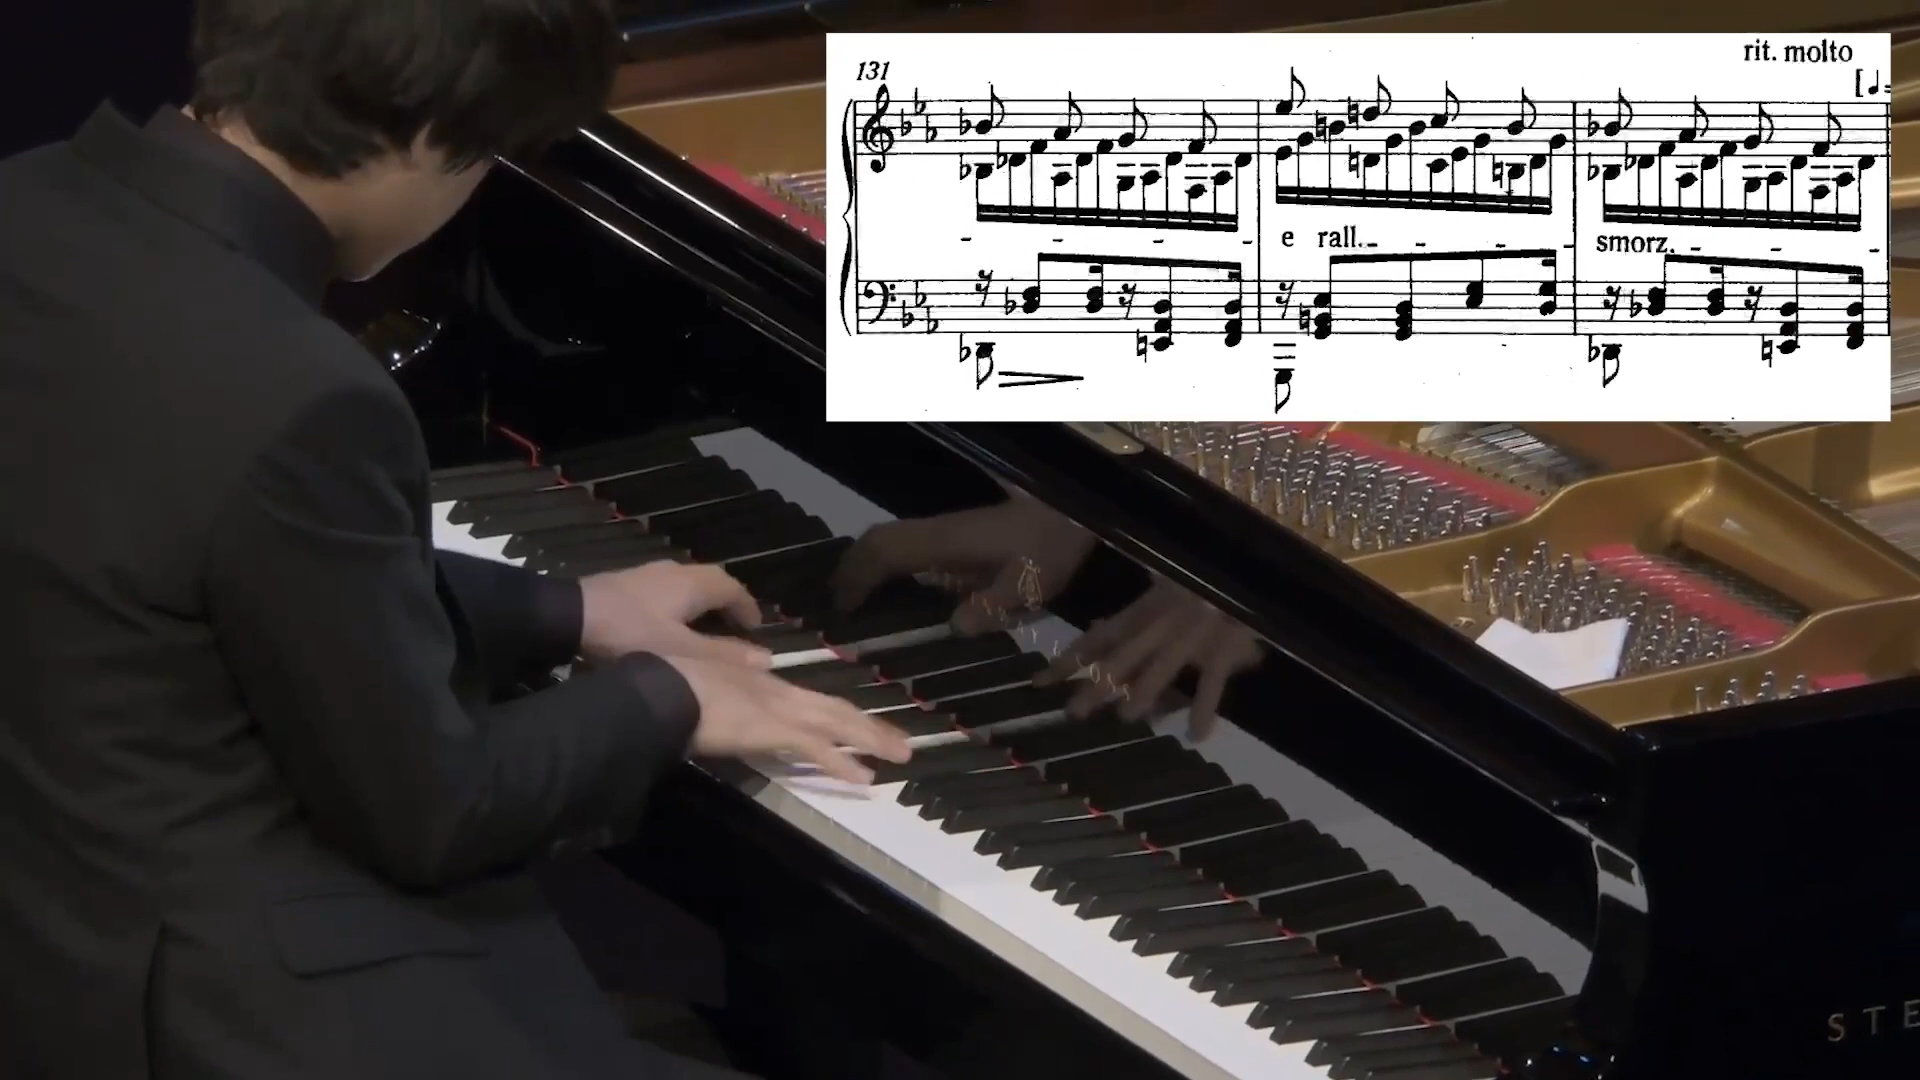 rit. molto
131
[♩=
e rall.
smorz.
STE